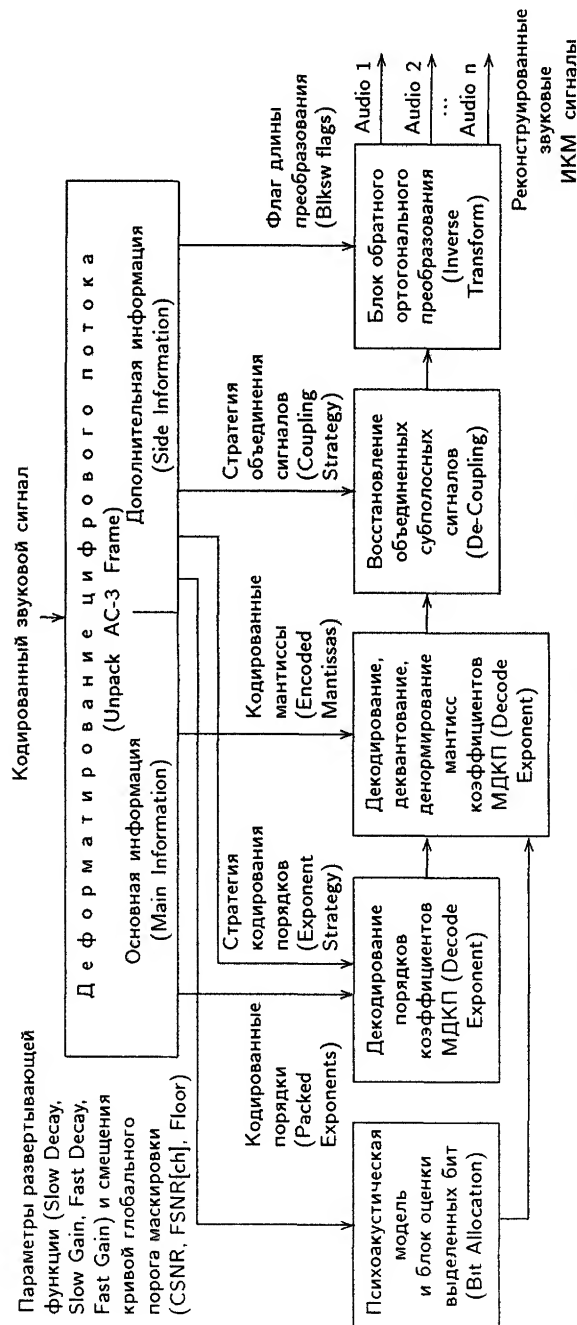 Кодированный звуковой сигнал
Деформатирование цифрового потока
(Unpack AC-3 Frame)
Основная информация
(Main Information)
Дополнительная информация
(Side Information)
Параметры развертывающей
функции (Slow Decay,
Slow Gain, Fast Decay,
Fast Gain) и смещения
кривой глобального
порога маскировки
(CSNR, FSNR[ch], Floor)
Кодированные
порядки
(Packed
Exponents)
Стратегия
кодирования
порядков
(Exponent
Strategy)
Кодированные
мантиссы
(Encoded
Mantissas)
Стратегия
объединения
сигналов
(Coupling
Strategy)
Флаг длины
преобразования
(Blksw flags)
Психоакустическая
модель
и блок оценки
выделенных бит
(Bit Allocation)
Декодирование
порядков
коэффициентов
МДКП (Decode
Exponent)
Декодирование,
деквантование,
денормирование
мантисс
коэффициентов
МДКП (Decode
Exponent)
Восстановление
объединенных
субполосных
сигналов
(De-Coupling)
Блок обратного
ортогонального
преобразования
(Inverse
Transform)
Audio 1
Audio 2
...
Audio n
Реконструированные
звуковые
ИКМ сигналы